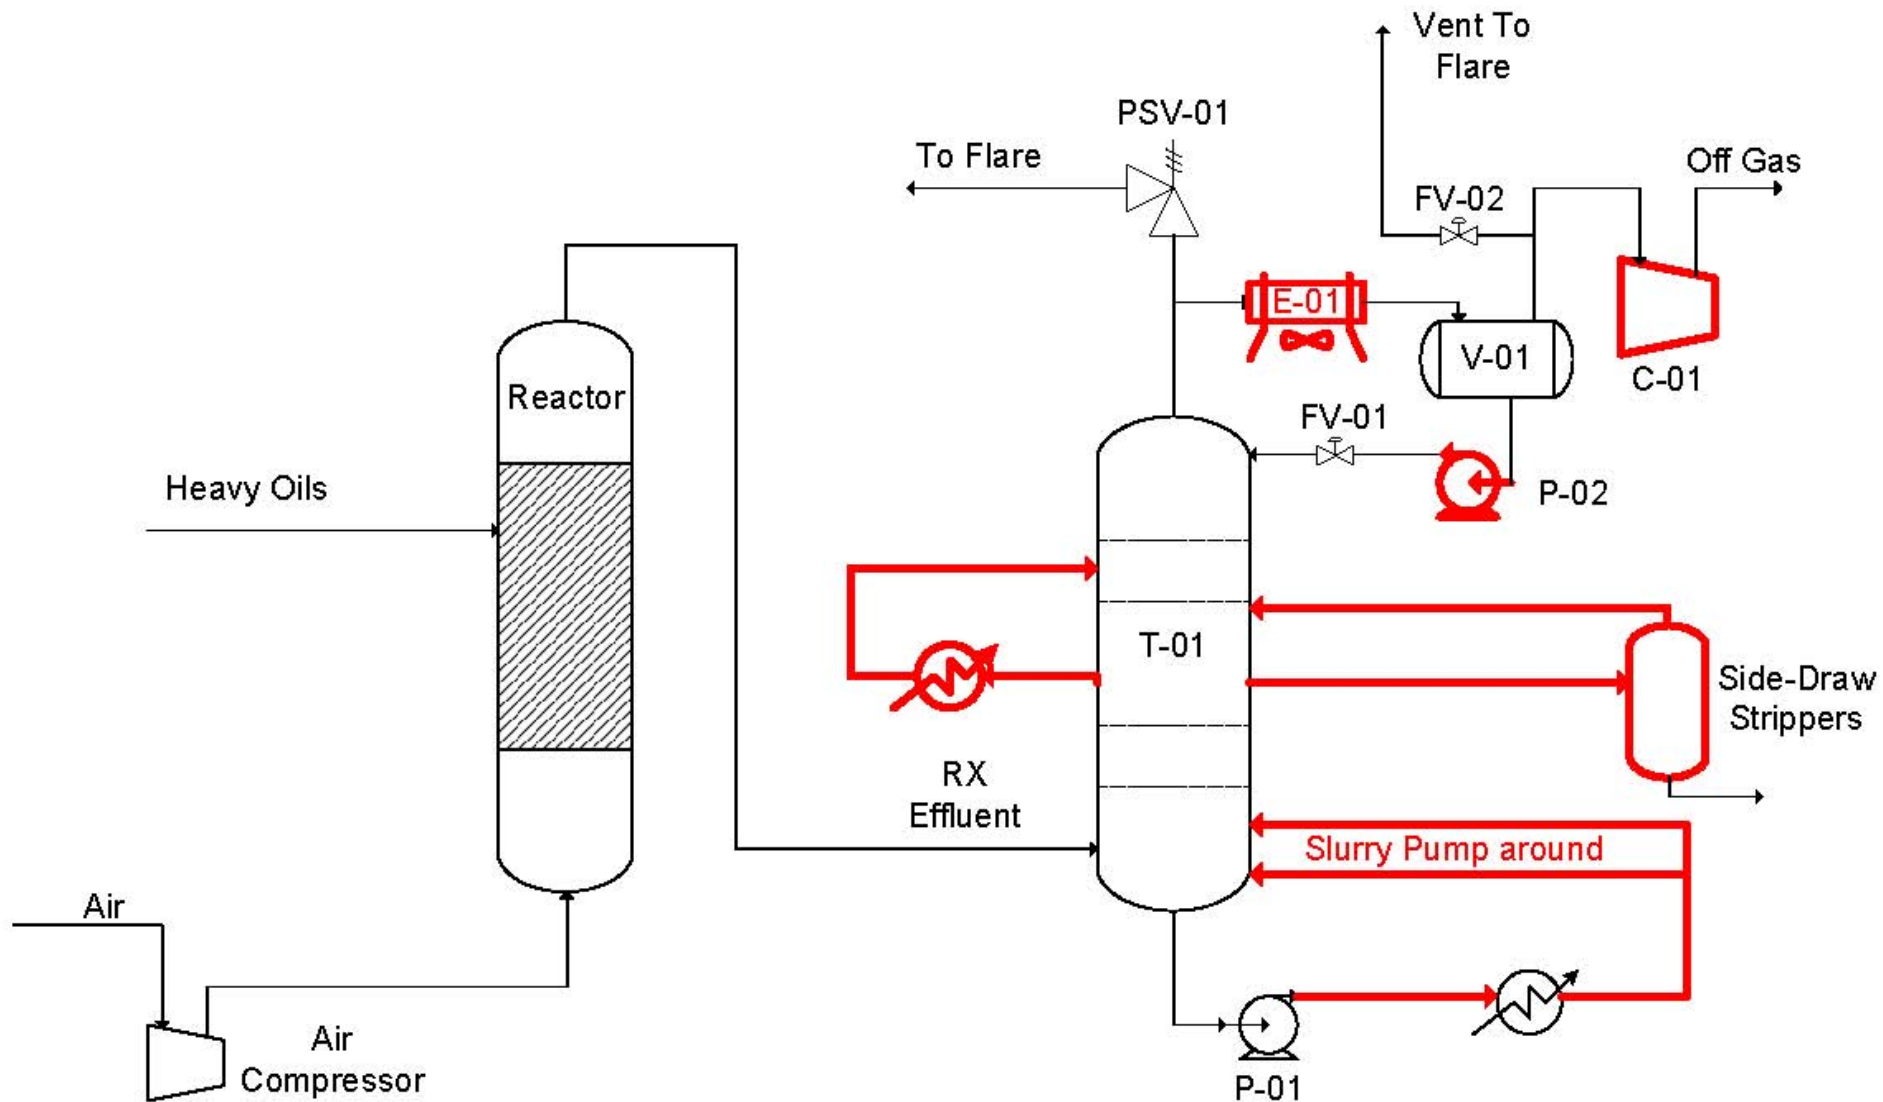 Vent To
Flare
PSV-01
To Flare
Off Gas
FV-02
E-01
V-01
C-01
Reactor
FV-01
Heavy Oils
P-02
T-01
Side-Draw
Strippers
RX
Effluent
Slurry Pump around
Air
Air
Compressor
P-01